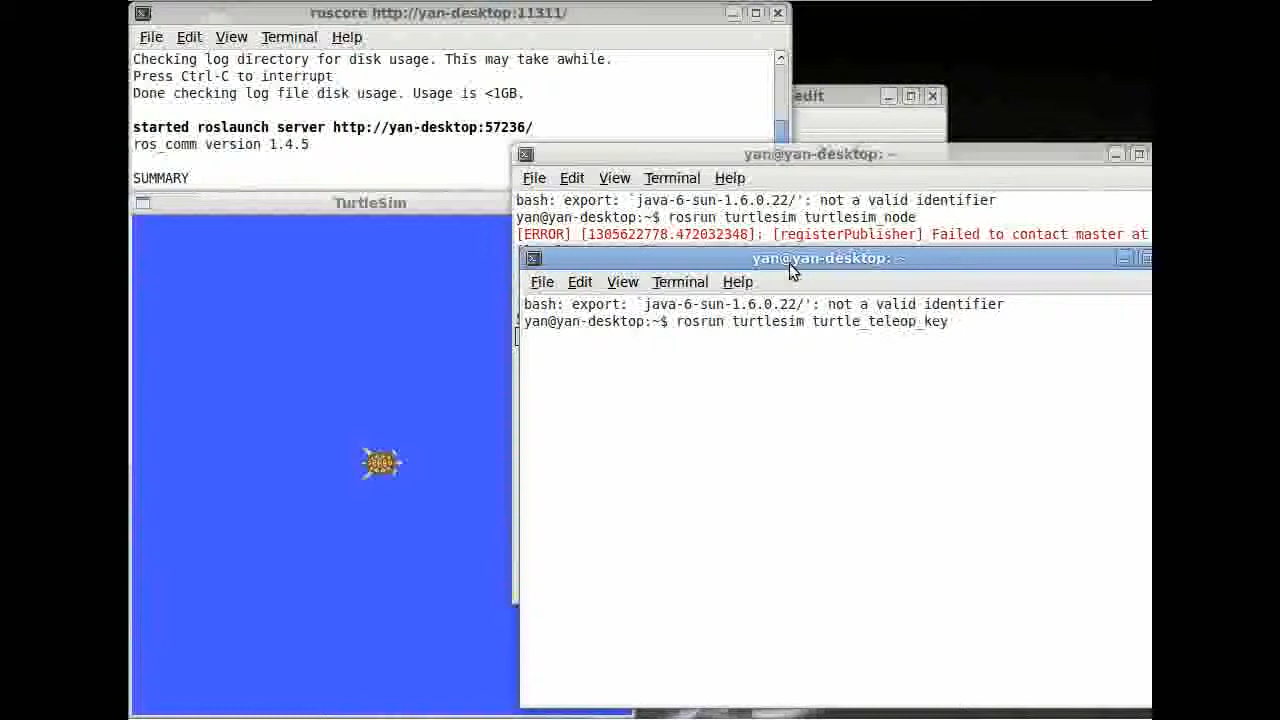 roscore http://yan-desktop:11311/
File Edit View Terminal Help
Checking log directory for disk usage. This may take awhile.
Press Ctrl-C to interrupt
Done checking log file disk usage. Usage is <1GB.
started roslaunch server http://yan-desktop:57236/
ros_comm version 1.4.5
SUMMARY
edit
yan@yan-desktop: ~
File Edit View Terminal Help
bash: export: `java-6-sun-1.6.0.22/': not a valid identifier
yan@yan-desktop:~$ rosrun turtlesim turtlesim_node
[ERROR] [1305622778.472032348]: [registerPublisher] Failed to contact master at
TurtleSim
yan@yan-desktop: ~
File Edit View Terminal Help
bash: export: `java-6-sun-1.6.0.22/': not a valid identifier
yan@yan-desktop:~$ rosrun turtlesim turtle_teleop_key